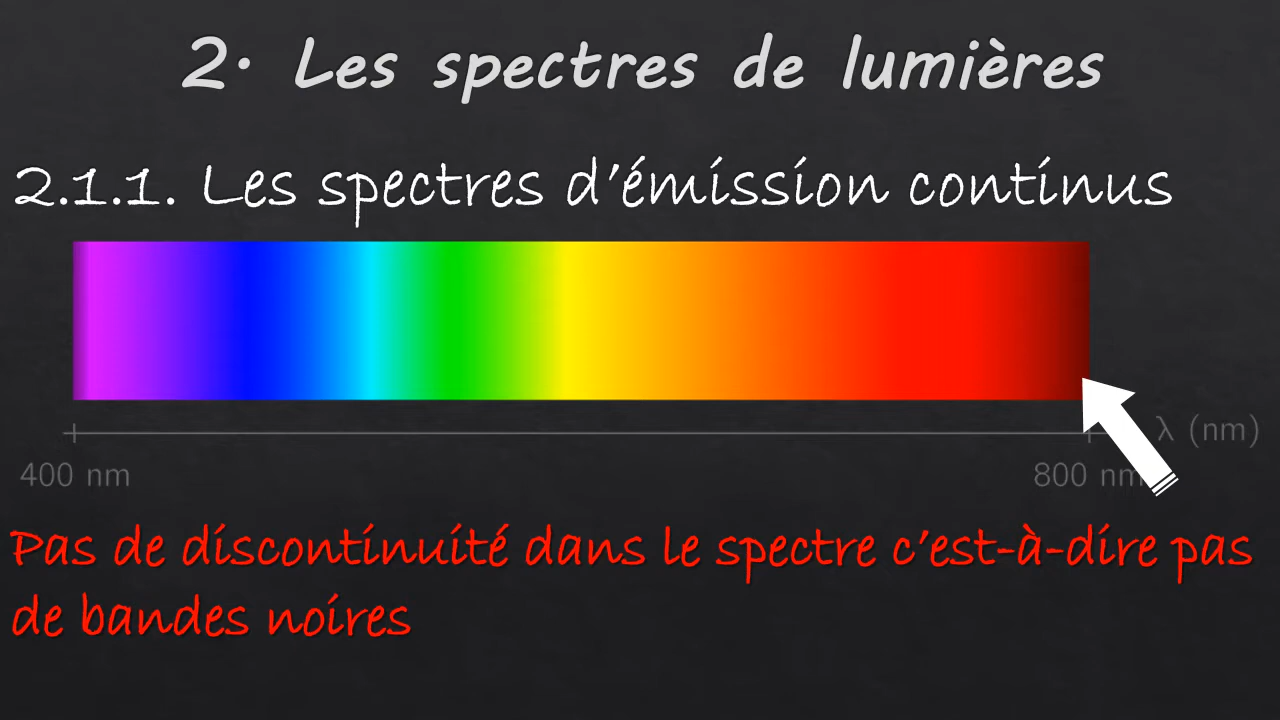 2. Les spectres de lumières
2.1.1. Les spectres d'émission continus
λ (nm)
400 nm
800 nm
Pas de discontinuité dans le spectre c'est-à-dire pas
de bandes noires